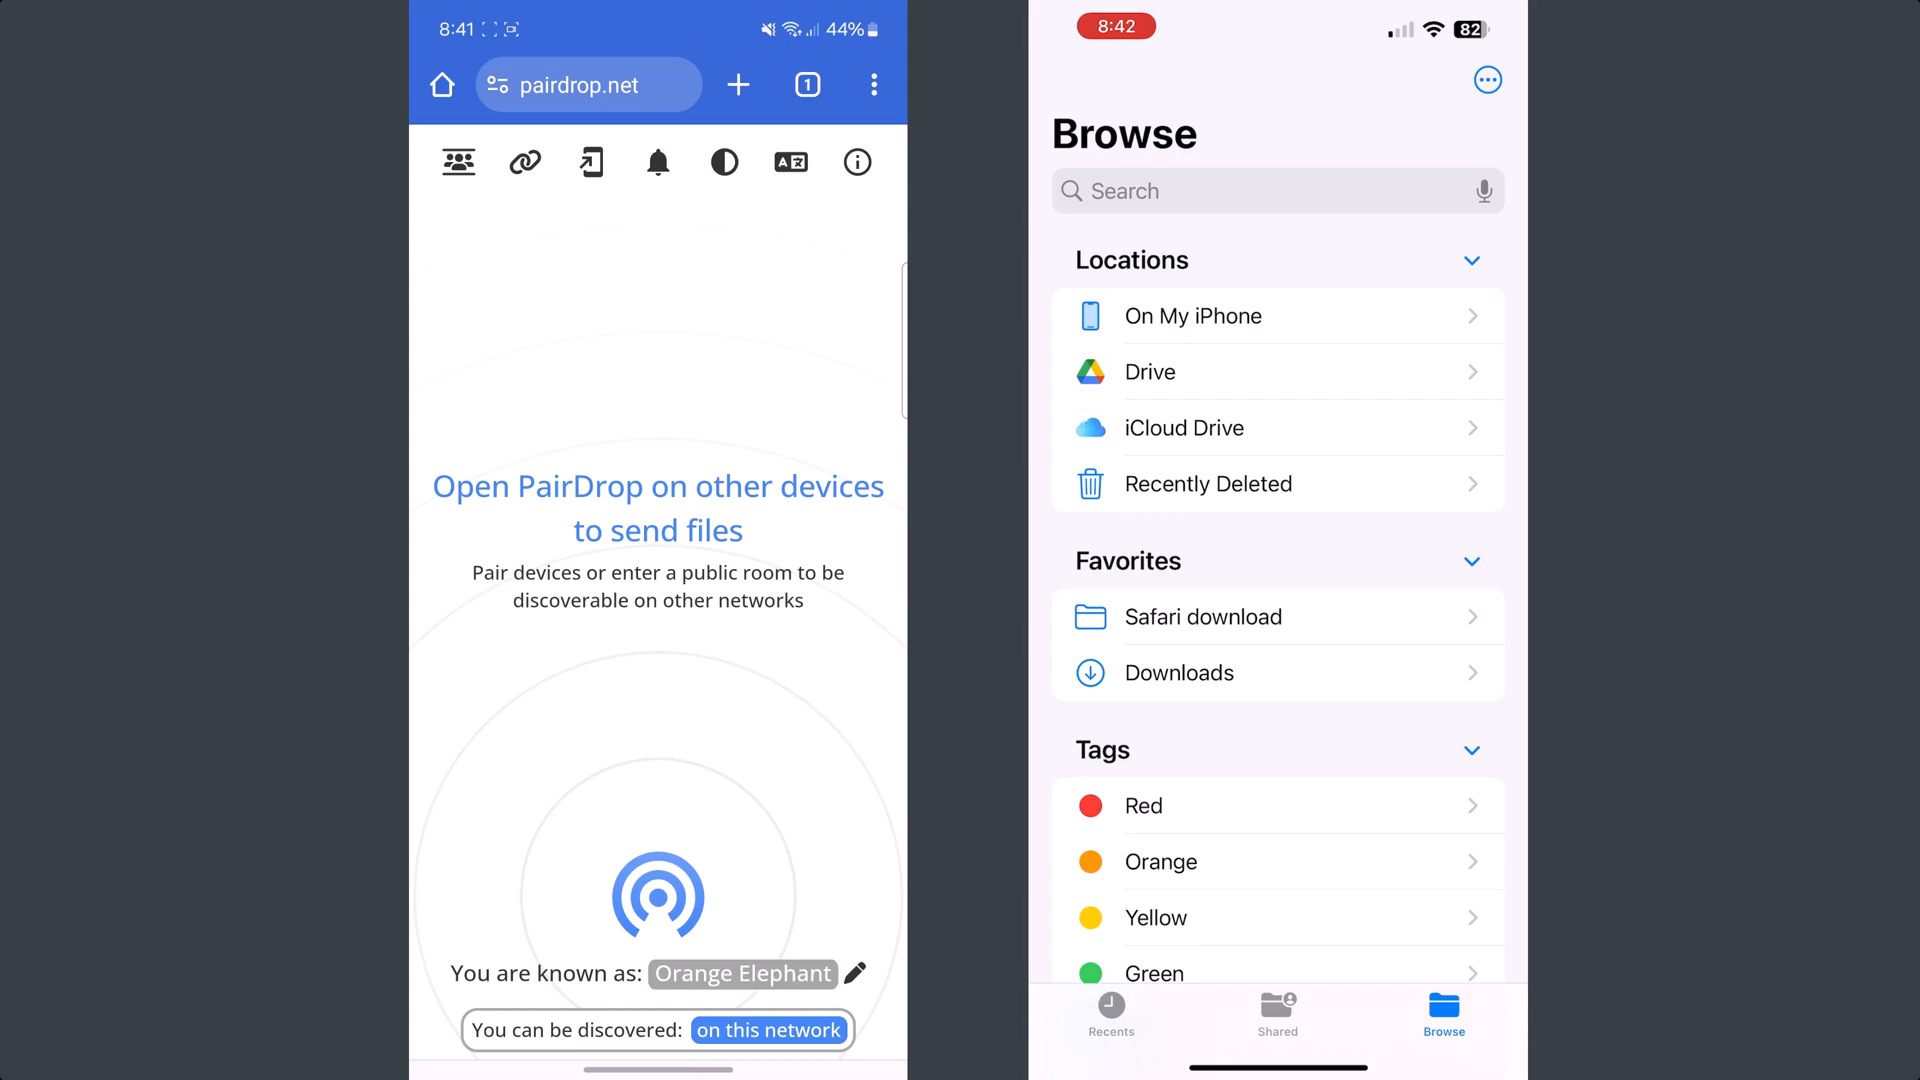 8:41
44%
pairdrop.net
1
A
Open PairDrop on other devices
to send files
Pair devices or enter a public room to be
discoverable on other networks
You are known as: Orange Elephant
You can be discovered: on this network
8:42
82
Browse
Search
Locations
On My iPhone
Drive
iCloud Drive
Recently Deleted
Favorites
Safari download
Downloads
Tags
Red
Orange
Yellow
Green
Recents
Shared
Browse